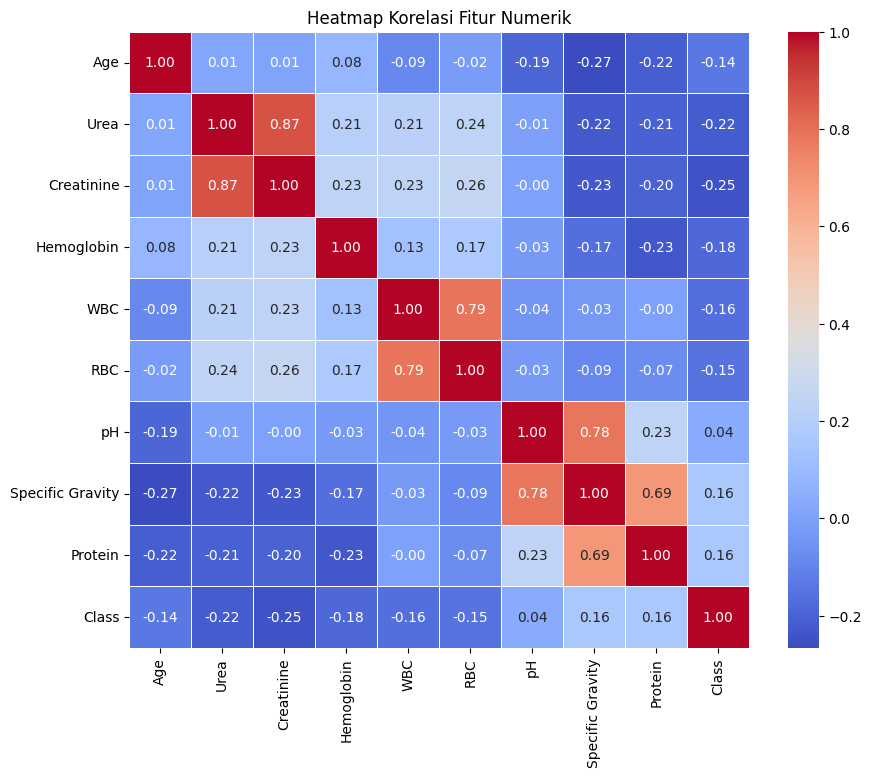 Heatmap Korelasi Fitur Numerik
Age 1.00 0.01 0.01 0.08 -0.09 -0.02 -0.19 -0.27 -0.22 -0.14
Urea 0.01 1.00 0.87 0.21 0.21 0.24 -0.01 -0.22 -0.21 -0.22
Creatinine 0.01 0.87 1.00 0.23 0.23 0.26 -0.00 -0.23 -0.20 -0.25
Hemoglobin 0.08 0.21 0.23 1.00 0.13 0.17 -0.03 -0.17 -0.23 -0.18
WBC -0.09 0.21 0.23 0.13 1.00 0.79 -0.04 -0.03 -0.00 -0.16
RBC -0.02 0.24 0.26 0.17 0.79 1.00 -0.03 -0.09 -0.07 -0.15
pH -0.19 -0.01 -0.00 -0.03 -0.04 -0.03 1.00 0.78 0.23 0.04
Specific Gravity -0.27 -0.22 -0.23 -0.17 -0.03 -0.09 0.78 1.00 0.69 0.16
Protein -0.22 -0.21 -0.20 -0.23 -0.00 -0.07 0.23 0.69 1.00 0.16
Class -0.14 -0.22 -0.25 -0.18 -0.16 -0.15 0.04 0.16 0.16 1.00
Age Urea Creatinine Hemoglobin WBC RBC pH Specific Gravity Protein Class
1.0
0.8
0.6
0.4
0.2
0.0
−0.2